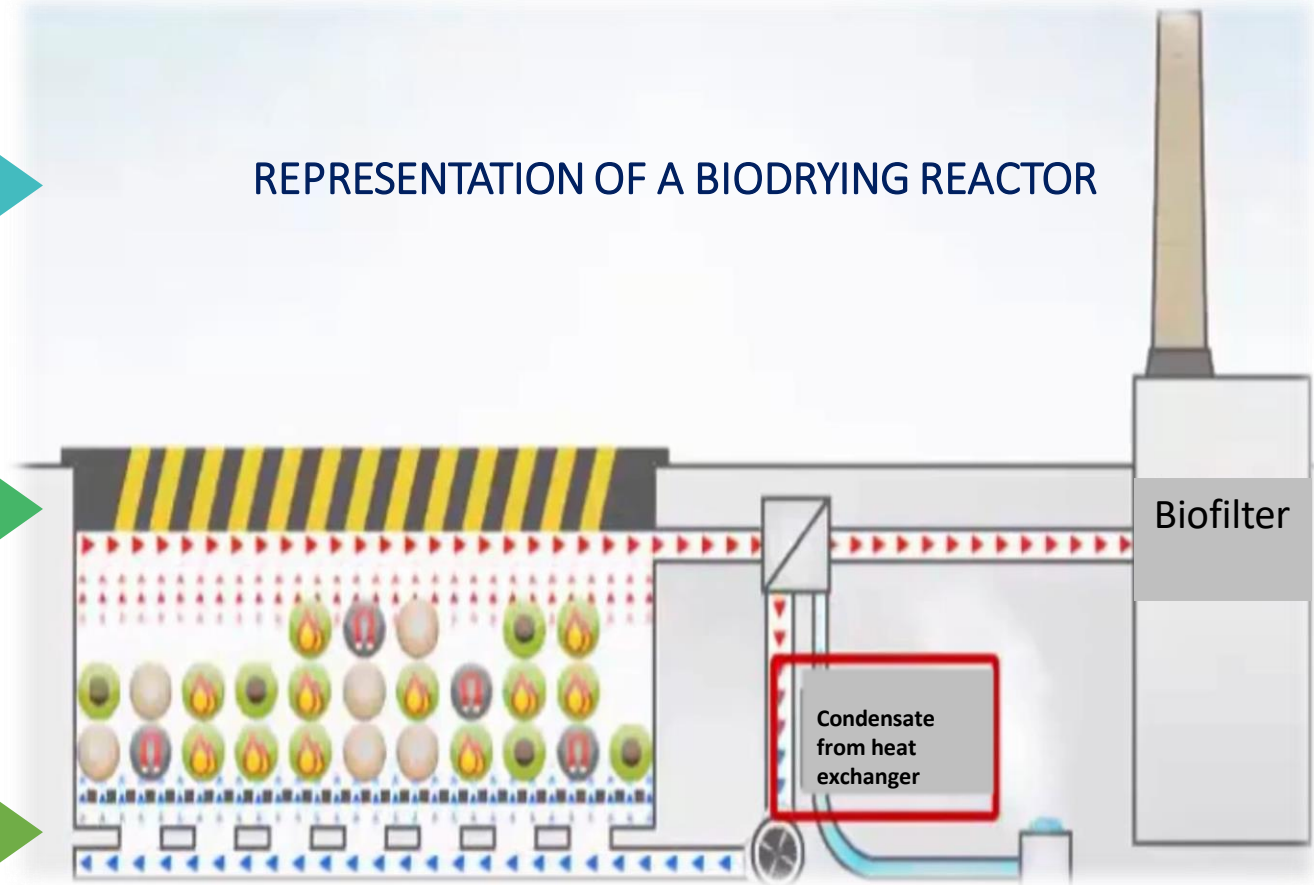 REPRESENTATION OF A BIODRYING REACTOR
Biofilter
Condensate
from heat
exchanger